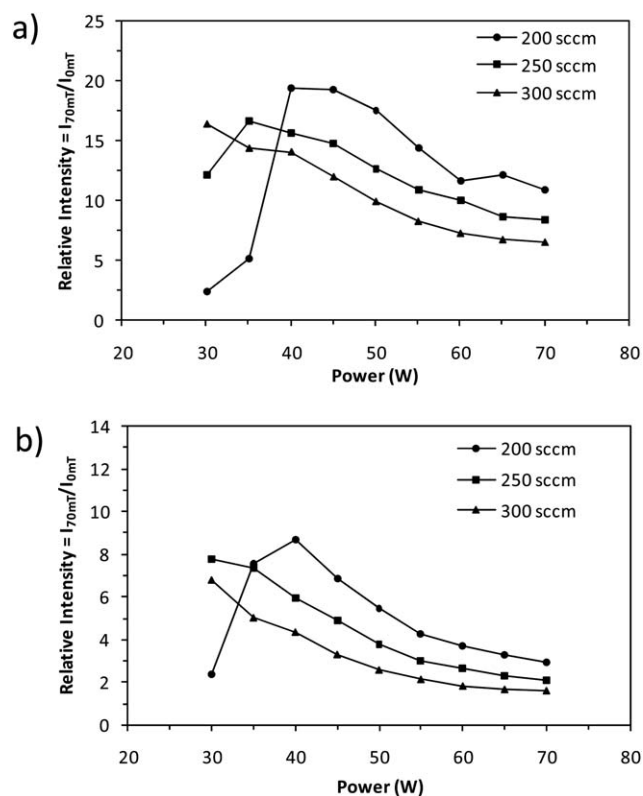 a)
25
20
15
10
5
0
Relative Intensity = I70mT/I0mT
200 sccm
250 sccm
300 sccm
20 30 40 50 60 70 80
Power (W)
b)
14
12
10
8
6
4
2
0
Relative Intensity = I70mT/I0mT
200 sccm
250 sccm
300 sccm
20 30 40 50 60 70 80
Power (W)